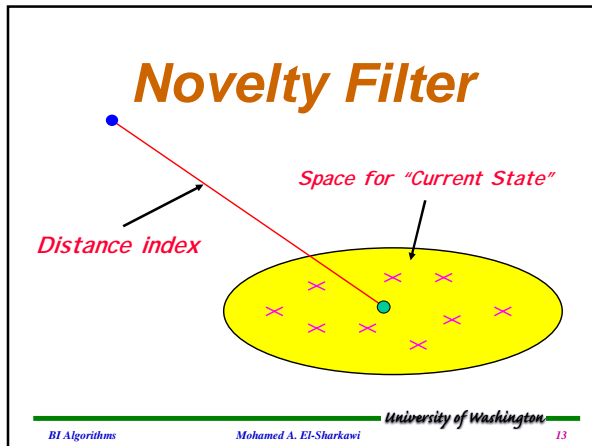 Novelty Filter
Space for "Current State"
Distance index
University of Washington
BI Algorithms Mohamed A. El-Sharkawi 13